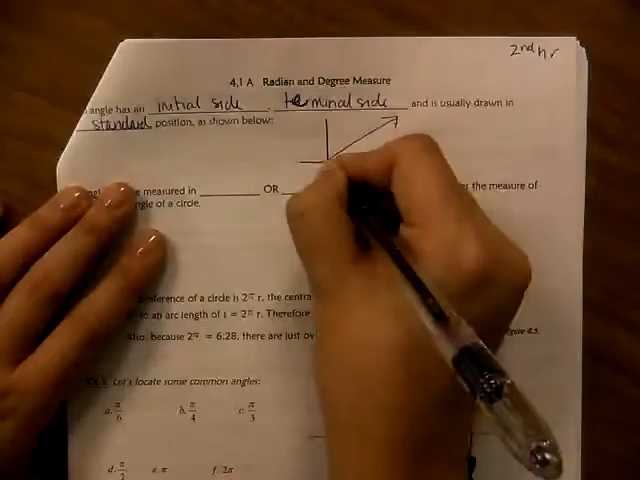 2nd hr
4.1 A Radian and Degree Measure
angle has an initial side, terminal side and is usually drawn in
standard position, as shown below:
measured in ________ OR ____ s the measure of
of a circle.
of a circle is 2π r, the centra
to an arc length of s = 2π r. Therefore
because 2π = 6.28, there are just ov
Let's locate some common angles:
a. π/6 b. π/4 c. π/3
d. π/2 e. π f. 2π